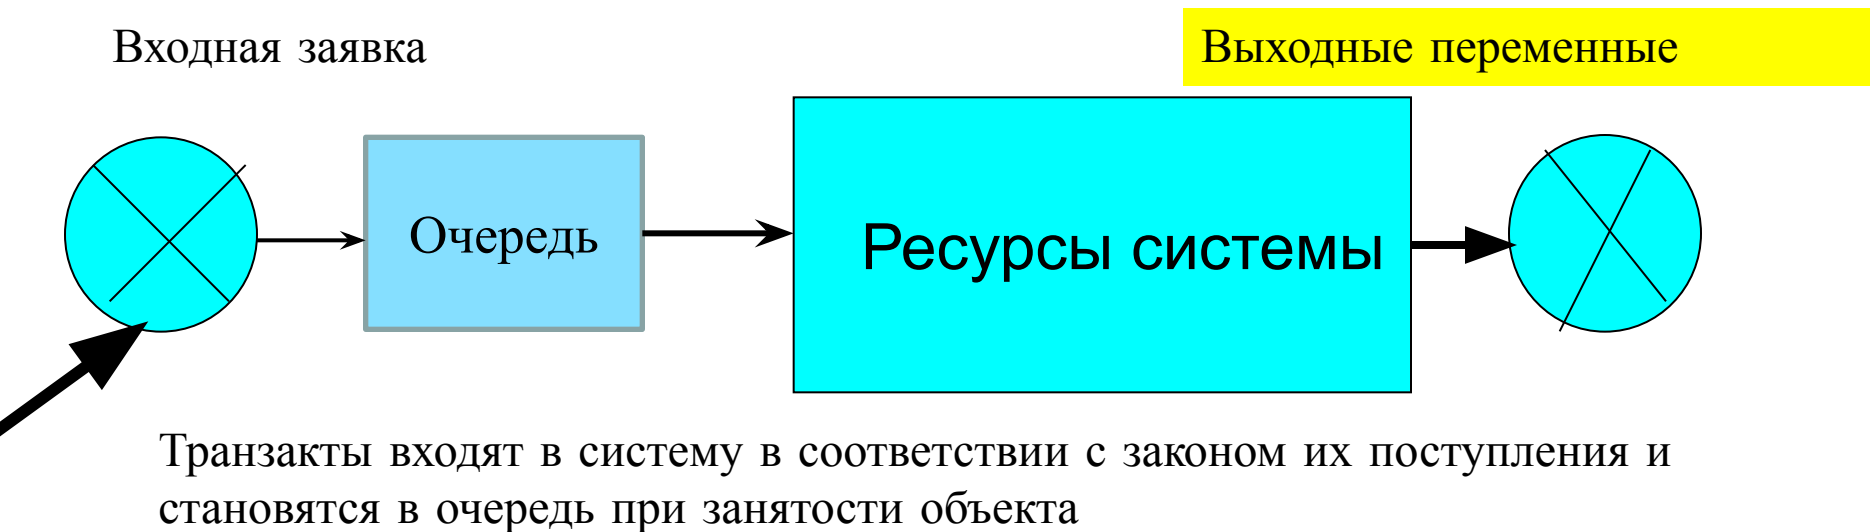 Входная заявка
Выходные переменные
Очередь
Ресурсы системы
Транзакты входят в систему в соответствии с законом их поступления и
становятся в очередь при занятости объекта